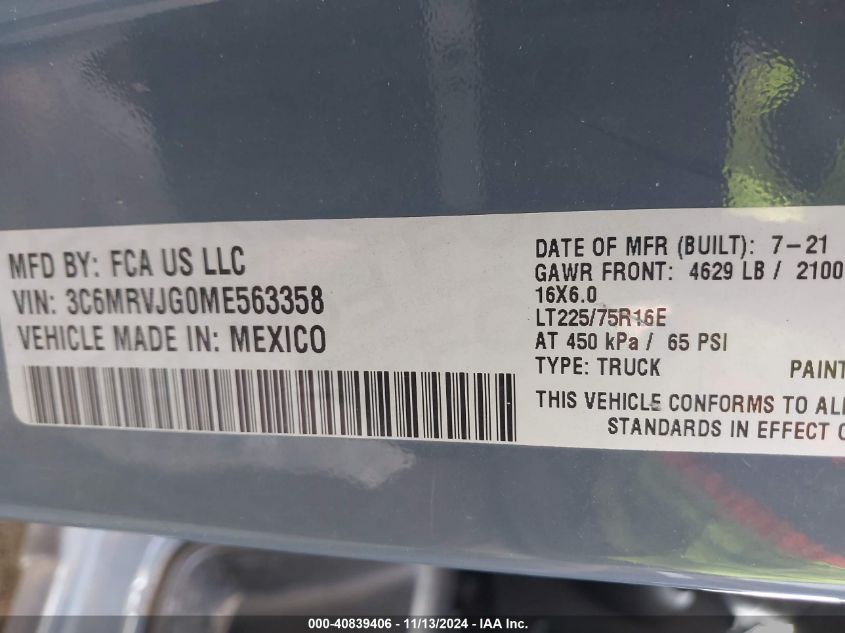 MFD BY: FCA US LLC
VIN: 3C6MRVJG0ME563358
VEHICLE MADE IN: MEXICO
DATE OF MFR (BUILT): 7-21
GAWR FRONT: 4629 LB / 2100
16X6.0
LT225/75R16E
AT 450 kPa / 65 PSI
TYPE: TRUCK PAINT
THIS VEHICLE CONFORMS TO ALL
STANDARDS IN EFFECT
000-40839406 - 11/13/2024 - IAA Inc.